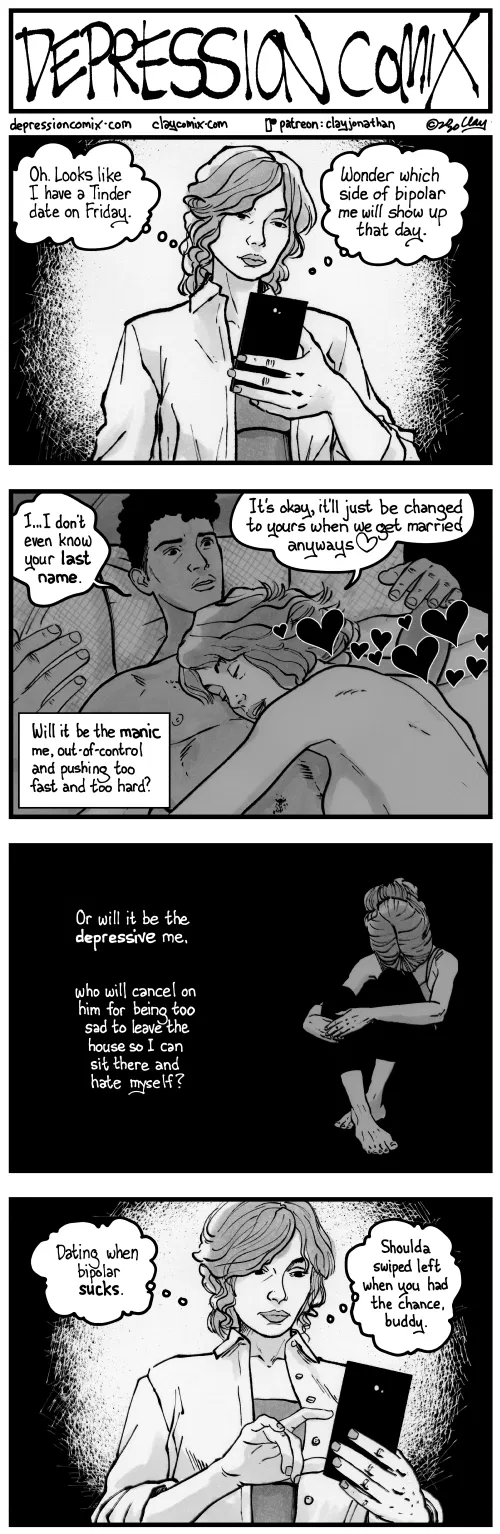 DEPRESSION COMIX
depressioncomix.com claycomix.com patreon: clayjonathan
Oh. Looks like
I have a Tinder
date on Friday.
Wonder which
side of bipolar
me will show up
that day.
I...I don't
even know
your last
name.
It's okay, it'll just be changed
to yours when we get married
anyways
Will it be the manic
me, out-of-control
and pushing too
fast and too hard?
Or will it be the
depressive me,
who will cancel on
him for being too
sad to leave the
house so I can
sit there and
hate myself?
Dating when
bipolar
sucks.
Shoulda
swiped left
when you had
the chance,
buddy.